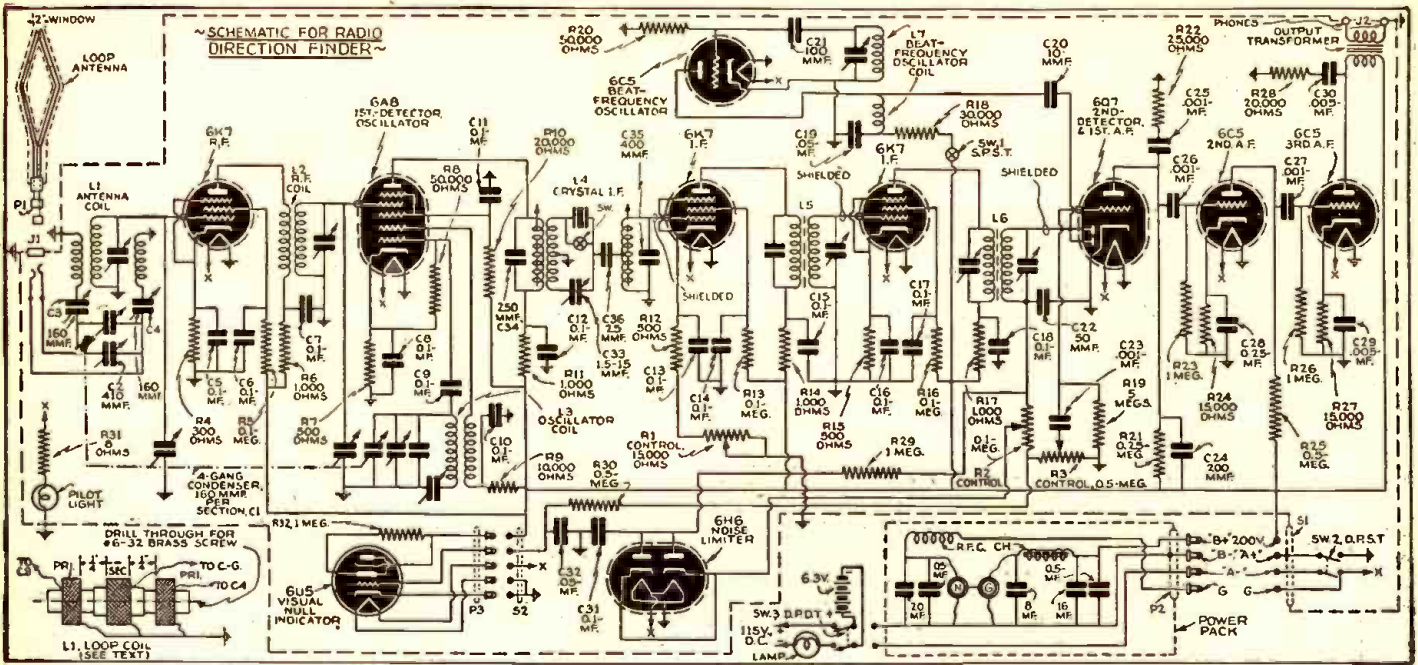 ~SCHEMATIC FOR RADIO
DIRECTION FINDER~
2" WINDOW
LOOP
ANTENNA
P1
J1
L1
ANTENNA
COIL
C3
160
MMF.
C2
410
MMF.
C4
160
MMF.
6K7
R.F.
L2
R.F.
COIL
C5
0.1-
MF.
C6
0.1-
MF.
R4
300
OHMS
R5
0.1-
MEG.
C7
0.1-
MF.
R6
1,000
OHMS
6A8
1ST.-DETECTOR,
OSCILLATOR
R8
50,000
OHMS
C11
0.1-
MF.
R7
500
OHMS
C8
0.1-
MF.
C9
0.1-
MF.
C10
0.1-
MF.
R9
10,000
OHMS
R10
20,000
OHMS
L4
CRYSTAL I.F.
SW.
250
MMF.
C34
C12
0.1-
MF.
R11
1,000
OHMS
L3
OSCILLATOR
COIL
C36
25
MMF.
C33
1.5-15
MMF.
C35
400
MMF.
6K7
I.F.
SHIELDED
R12
500
OHMS
C13
0.1-
MF.
C14
0.1-
MF.
R13
0.1-
MEG.
R1
CONTROL,
15,000
OHMS
R20
50,000
OHMS
6C5
BEAT-
FREQUENCY
OSCILLATOR
C21
100
MMF.
L7
BEAT-
FREQUENCY
OSCILLATOR
COIL
C19
.05-
MF.
R18
30,000
OHMS
SW.1
S.P.S.T.
C20
10-
MMF.
L5
SHIELDED
6K7
I.F.
C15
0.1-
MF.
R14
1,000
OHMS
R15
500
OHMS
C16
0.1-
MF.
C17
0.1-
MF.
R16
0.1-
MEG.
L6
SHIELDED
C18
0.1-
MF.
R17
1,000
OHMS
6Q7
2ND-
DETECTOR,
& 1ST. A.F.
C22
50
MMF.
C23
.001-
MF.
R19
5
MEGS.
0.1-
MEG.
R2
CONTROL
R3
CONTROL, 0.5-MEG.
R29
1 MEG.
R22
25,000
OHMS
C25
.001-
MF.
C26
.001-
MF.
R21
0.25-
MEG.
C24
200
MMF.
6C5
2ND A.F.
R23
1 MEG.
R24
15,000
OHMS
C28
0.25-
MF.
R25
0.5-
MEG.
C27
.001-
MF.
R28
20,000
OHMS
C30
.005-
MF.
6C5
3RD A.F.
R26
1 MEG.
R27
15,000
OHMS
C29
.005-
MF.
PHONES
J2
OUTPUT
TRANSFORMER
X
R31
8
OHMS
PILOT
LIGHT
4-GANG
CONDENSER,
160 MMF.
PER
SECTION, C1
DRILL THROUGH FOR
#6-32 BRASS SCREW
TO
C3
PRI.
SEC.
PRI.
TO C-G.
TO C4
L1, LOOP COIL
(SEE TEXT)
R32, 1 MEG.
6U5
VISUAL
NULL
INDICATOR
P3
S2
R30
0.5-
MEG.
C32
.05-
MF.
C31
0.1-
MF.
6H6
NOISE
LIMITER
X
6.3V.
SW.3 D.P.D.T.
115V.
D.C.
LAMP
R.F.C.
CH
.05
MF.
20
MF.
N
G
8
MF.
0.5-
MF.
16
MF.
P2
POWER
PACK
"B+" 200V.
"B-" "A+"
"A-"
G
G
S1
SW.2, D.P.S.T.
X